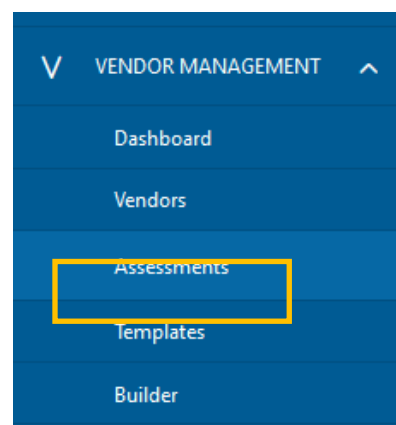 V VENDOR MANAGEMENT
Dashboard
Vendors
Assessments
Templates
Builder